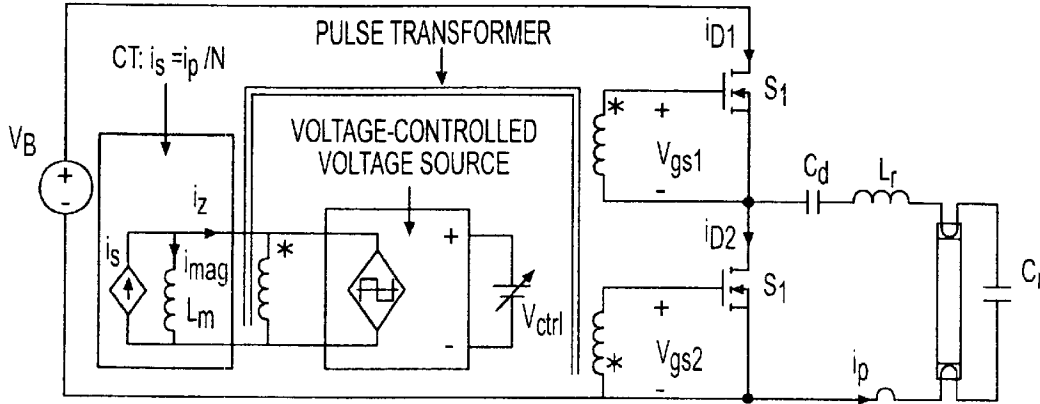 PULSE TRANSFORMER
CT: is =ip /N
iD1
S1
VB
+
-
VOLTAGE-CONTROLLED
VOLTAGE SOURCE
*
+
Vgs1
-
Cd
Lr
iz
is
imag
Lm
*
+
-
Vctrl
iD2
S1
+
Vgs2
-
*
ip